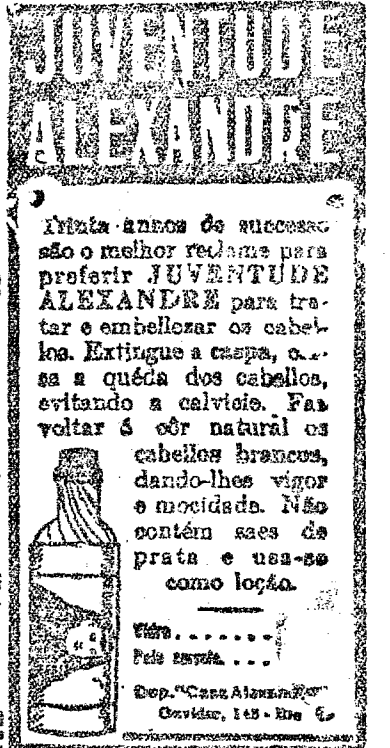 JUVENTUDE
ALEXANDRE
Trinta annos de successo
são o melhor reclame para
preferir JUVENTUDE
ALEXANDRE para tra-
tar e embellezar os cabel-
los. Extingue a caspa,
sa a quéda dos cabellos,
evitando a calvicie. Faz
voltar á côr natural os
cabellos brancos,
dando-lhes vigor
e mocidade. Não
contém saes de
prata e usa-se
como loção.
Vidro.......
Pelo correio....
Dep. "Casa Alexandre"
Ouvidor, 148 - Rio